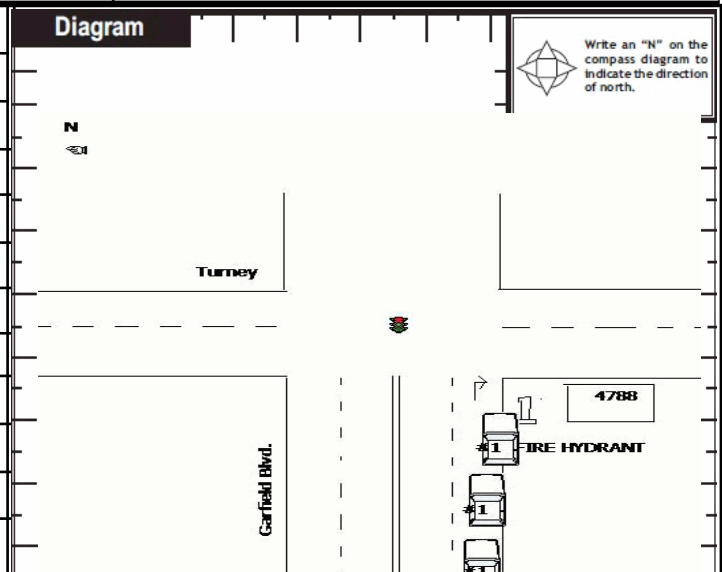 Diagram
Write an “N” on the
compass diagram to
indicate the direction
of north.
N
Turney
4788
#1
FIRE HYDRANT
Garfield Blvd.
#1
#1